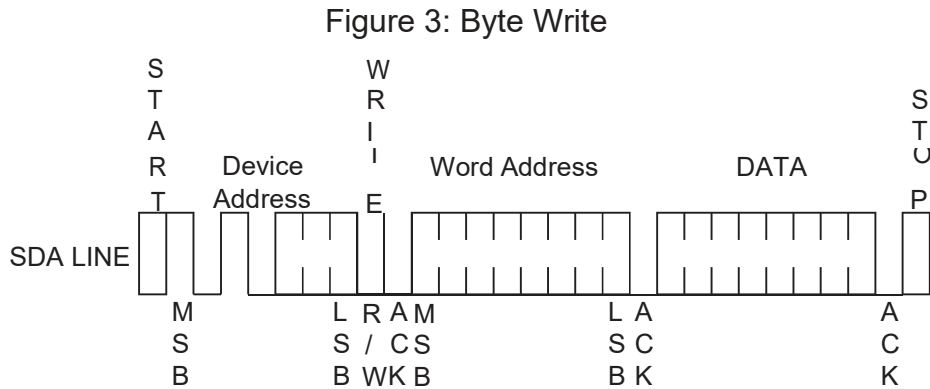 Figure 3: Byte Write
START
WRITE
STOP
Device
Address
Word Address
DATA
SDA LINE
MSB
LSB
R/W
ACK
MSB
LSB
ACK
ACK